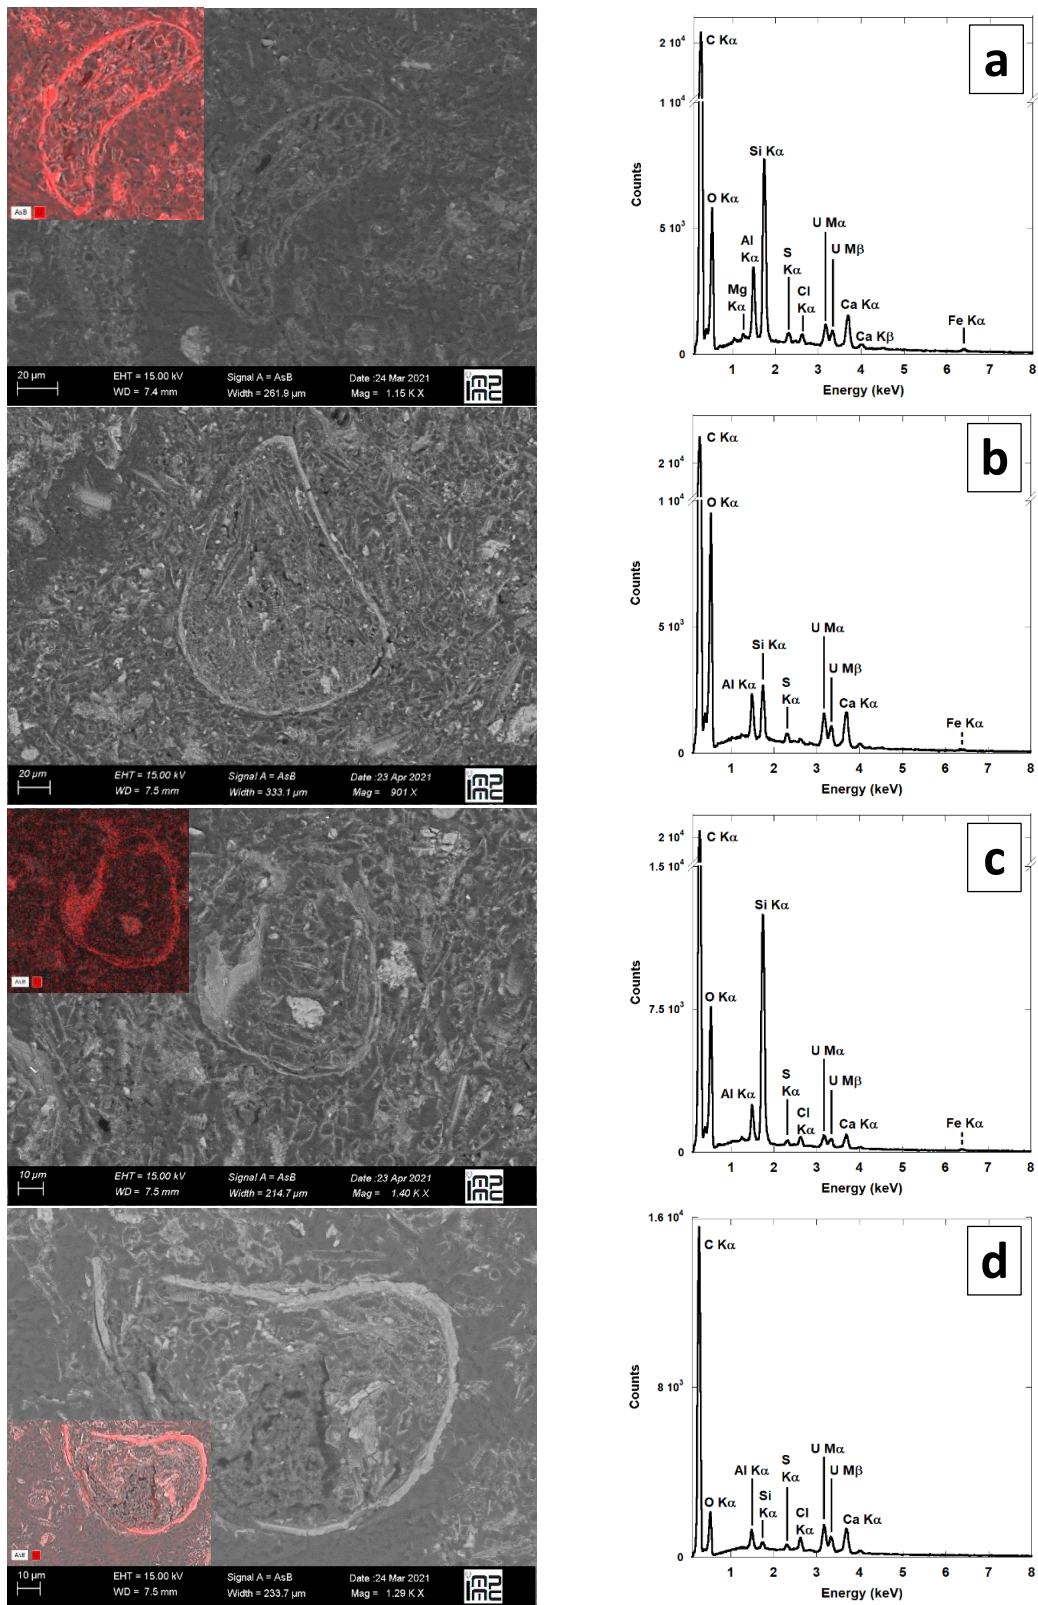 AsB
20 µm
EHT = 15.00 kV
WD = 7.4 mm
Signal A = AsB
Width = 261.9 µm
Date :24 Mar 2021
Mag = 1.15 K X
a
C Kα
2 10⁴
1 10⁴
Si Kα
O Kα
U Mα
Al Kα
U Mβ
S Kα
5 10³
Mg Kα
Cl Kα
Ca Kα
Ca Kβ
Fe Kα
0
Counts
1 2 3 4 5 6 7 8
Energy (keV)
20 µm
EHT = 15.00 kV
WD = 7.5 mm
Signal A = AsB
Width = 333.1 µm
Date :23 Apr 2021
Mag = 901 X
b
C Kα
2 10⁴
1 10⁴
O Kα
U Mα
5 10³
Si Kα
U Mβ
Al Kα
S Kα
Ca Kα
Fe Kα
0
Counts
1 2 3 4 5 6 7 8
Energy (keV)
AsB
10 µm
EHT = 15.00 kV
WD = 7.5 mm
Signal A = AsB
Width = 214.7 µm
Date :23 Apr 2021
Mag = 1.40 K X
c
C Kα
2 10⁴
1.5 10⁴
Si Kα
O Kα
7.5 10³
U Mα
S Kα
U Mβ
Al Kα
Cl Kα
Ca Kα
Fe Kα
0
Counts
1 2 3 4 5 6 7 8
Energy (keV)
AsB
10 µm
EHT = 15.00 kV
WD = 7.5 mm
Signal A = AsB
Width = 233.7 µm
Date :24 Mar 2021
Mag = 1.29 K X
d
1.6 10⁴
C Kα
8 10³
U Mα
S Kα
Al Kα
U Mβ
O Kα
Si Kα
Cl Kα
Ca Kα
0
Counts
1 2 3 4 5 6 7 8
Energy (keV)